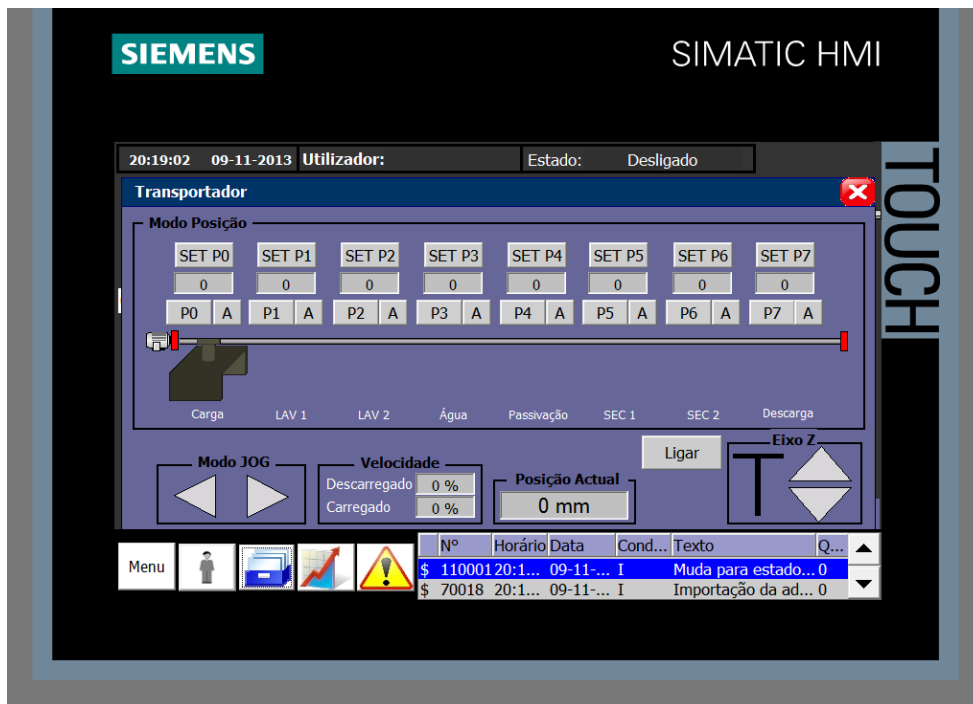 SIEMENS
SIMATIC HMI
TOUCH
20:19:02 09-11-2013 Utilizador: Estado: Desligado
Transportador
Modo Posição
SET P0 SET P1 SET P2 SET P3 SET P4 SET P5 SET P6 SET P7
0 0 0 0 0 0 0 0
P0 A P1 A P2 A P3 A P4 A P5 A P6 A P7 A
Carga LAV 1 LAV 2 Água Passivação SEC 1 SEC 2 Descarga
Modo JOG
Velocidade
Descarregado 0 %
Carregado 0 %
Posição Actual
0 mm
Ligar
Eixo Z
Menu
Nº Horário Data Cond... Texto Q...
$ 110001 20:1... 09-11-... I Muda para estado... 0
$ 70018 20:1... 09-11-... I Importação da ad... 0